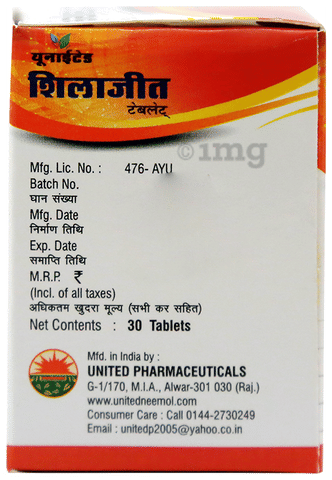 यूनाईटेड
शिलाजीत
टेबलेट्
1mg
Mfg. Lic. No. : 476- AYU
Batch No.
घान संख्या
Mfg. Date
निर्माण तिथि
Exp. Date
समाप्ति तिथि
M.R.P. ₹
(Incl. of all taxes)
अधिकतम खुदरा मूल्य (सभी कर सहित)
Net Contents : 30 Tablets
Mfd. in India by :
UNITED PHARMACEUTICALS
G-1/170, M.I.A., Alwar-301 030 (Raj.)
www.unitedneemol.com
Consumer Care : Call 0144-2730249
Email : unitedp2005@yahoo.co.in